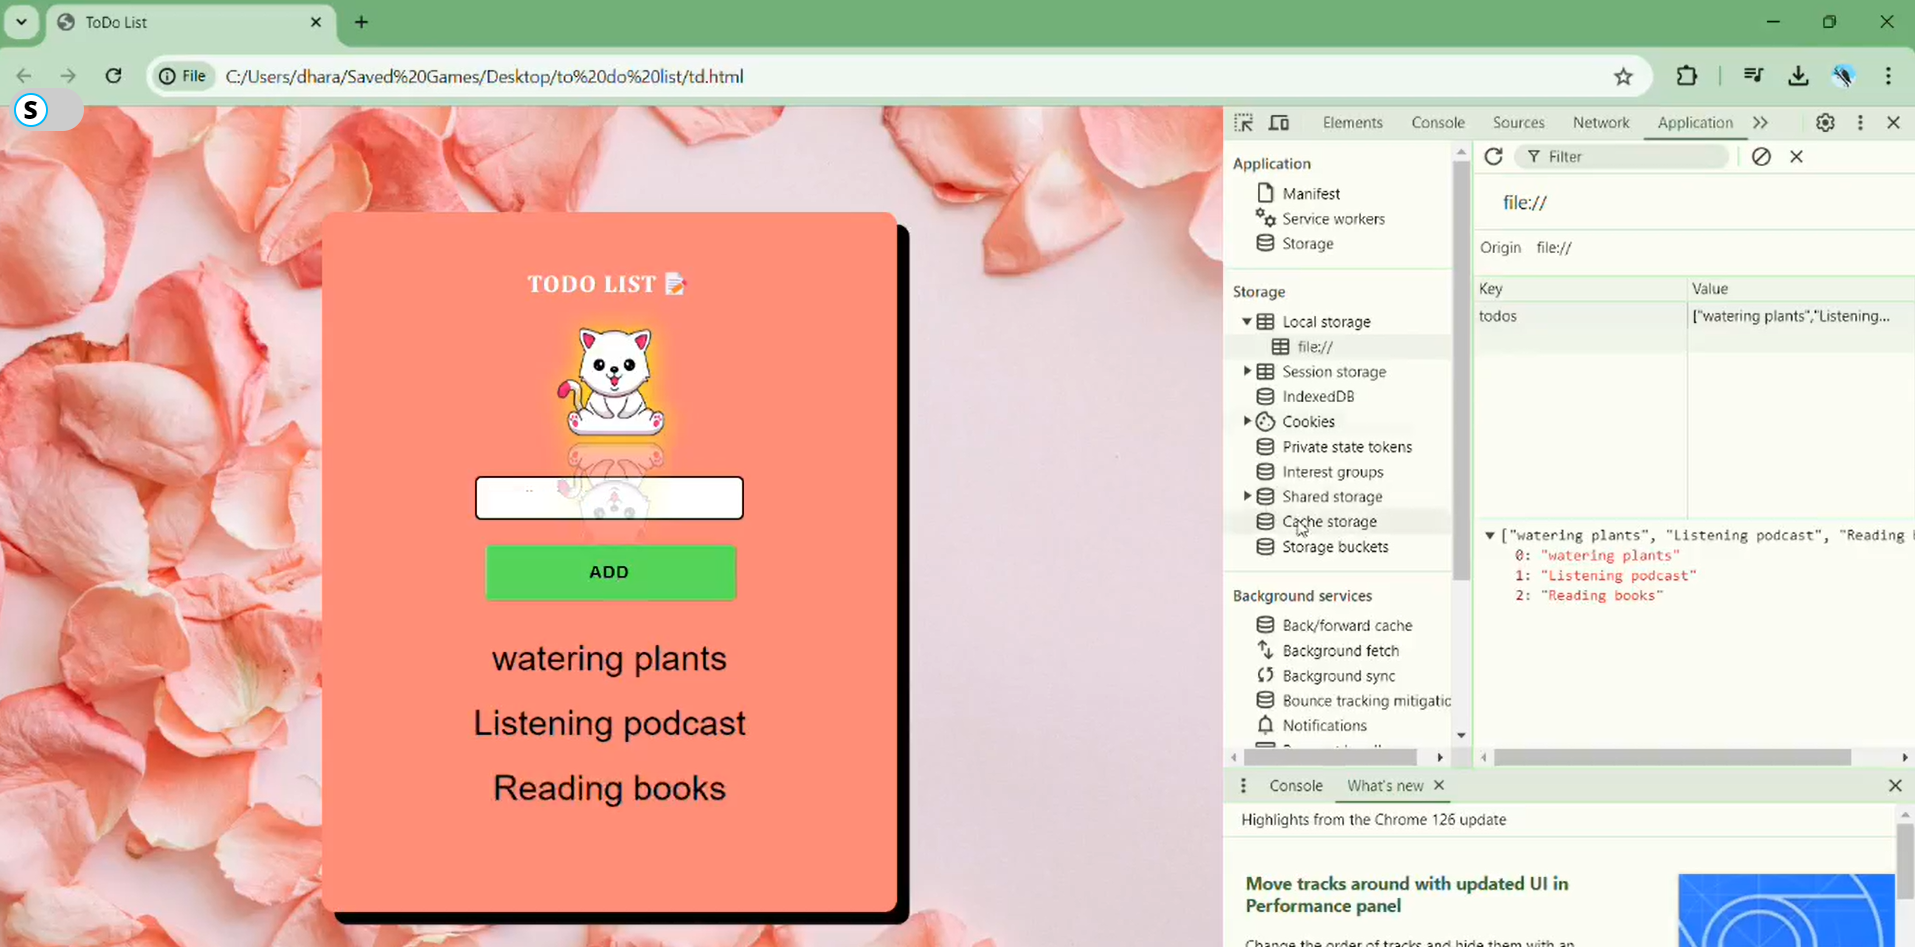 ToDo List
File
C:/Users/dhara/Saved%20Games/Desktop/to%20do%20list/td.html
S
TODO LIST
ADD
watering plants
Listening podcast
Reading books
Elements Console Sources Network Application
Application
Manifest
Service workers
Storage
Storage
Local storage
file://
Session storage
IndexedDB
Cookies
Private state tokens
Interest groups
Shared storage
Cache storage
Storage buckets
Background services
Back/forward cache
Background fetch
Background sync
Bounce tracking mitigatio
Notifications
Filter
file://
Origin file://
Key Value
todos ["watering plants","Listening...
["watering plants", "Listening podcast", "Reading
0: "watering plants"
1: "Listening podcast"
2: "Reading books"
Console What's new
Highlights from the Chrome 126 update
Move tracks around with updated UI in
Performance panel
Change the order of tracks and hide them with an